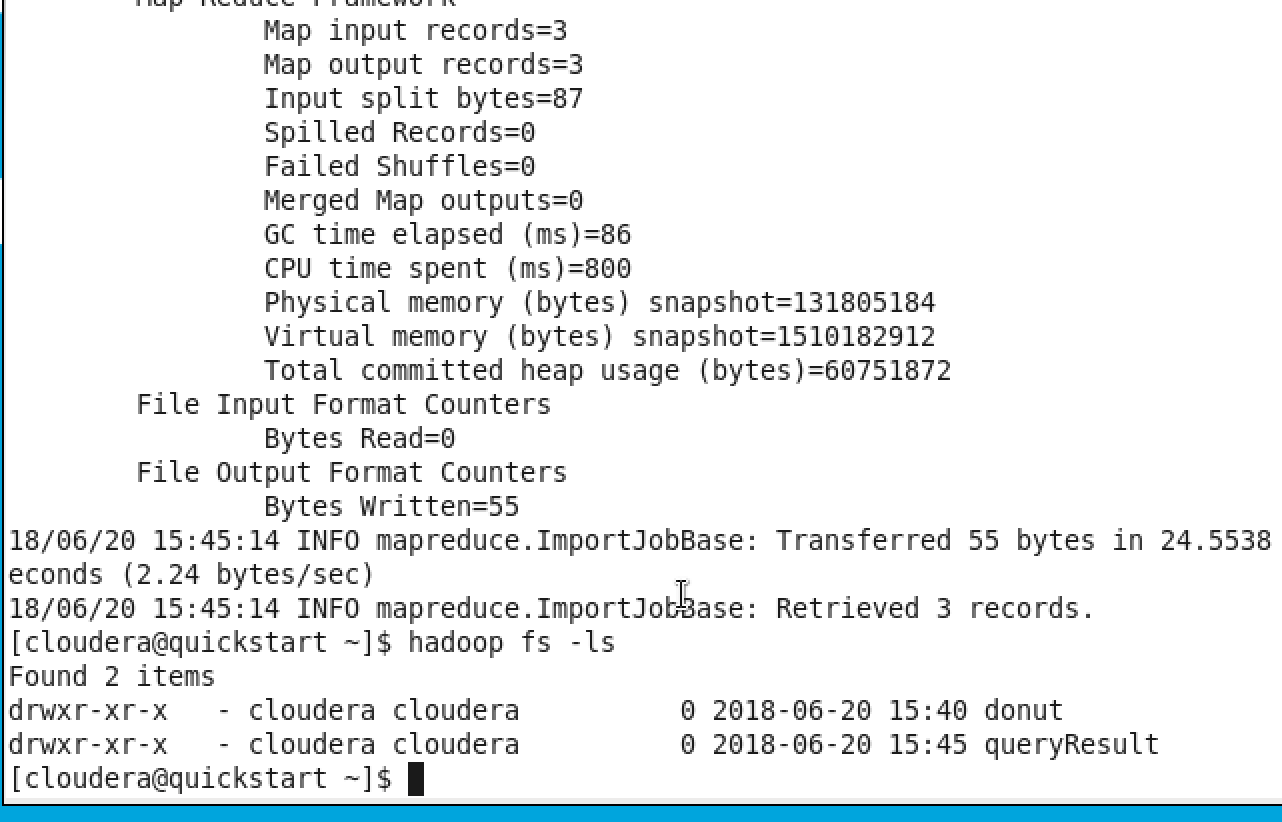 Map-Reduce Framework
Map input records=3
Map output records=3
Input split bytes=87
Spilled Records=0
Failed Shuffles=0
Merged Map outputs=0
GC time elapsed (ms)=86
CPU time spent (ms)=800
Physical memory (bytes) snapshot=131805184
Virtual memory (bytes) snapshot=1510182912
Total committed heap usage (bytes)=60751872
File Input Format Counters
Bytes Read=0
File Output Format Counters
Bytes Written=55
18/06/20 15:45:14 INFO mapreduce.ImportJobBase: Transferred 55 bytes in 24.5538
econds (2.24 bytes/sec)
18/06/20 15:45:14 INFO mapreduce.ImportJobBase: Retrieved 3 records.
[cloudera@quickstart ~]$ hadoop fs -ls
Found 2 items
drwxr-xr-x   - cloudera cloudera          0 2018-06-20 15:40 donut
drwxr-xr-x   - cloudera cloudera          0 2018-06-20 15:45 queryResult
[cloudera@quickstart ~]$